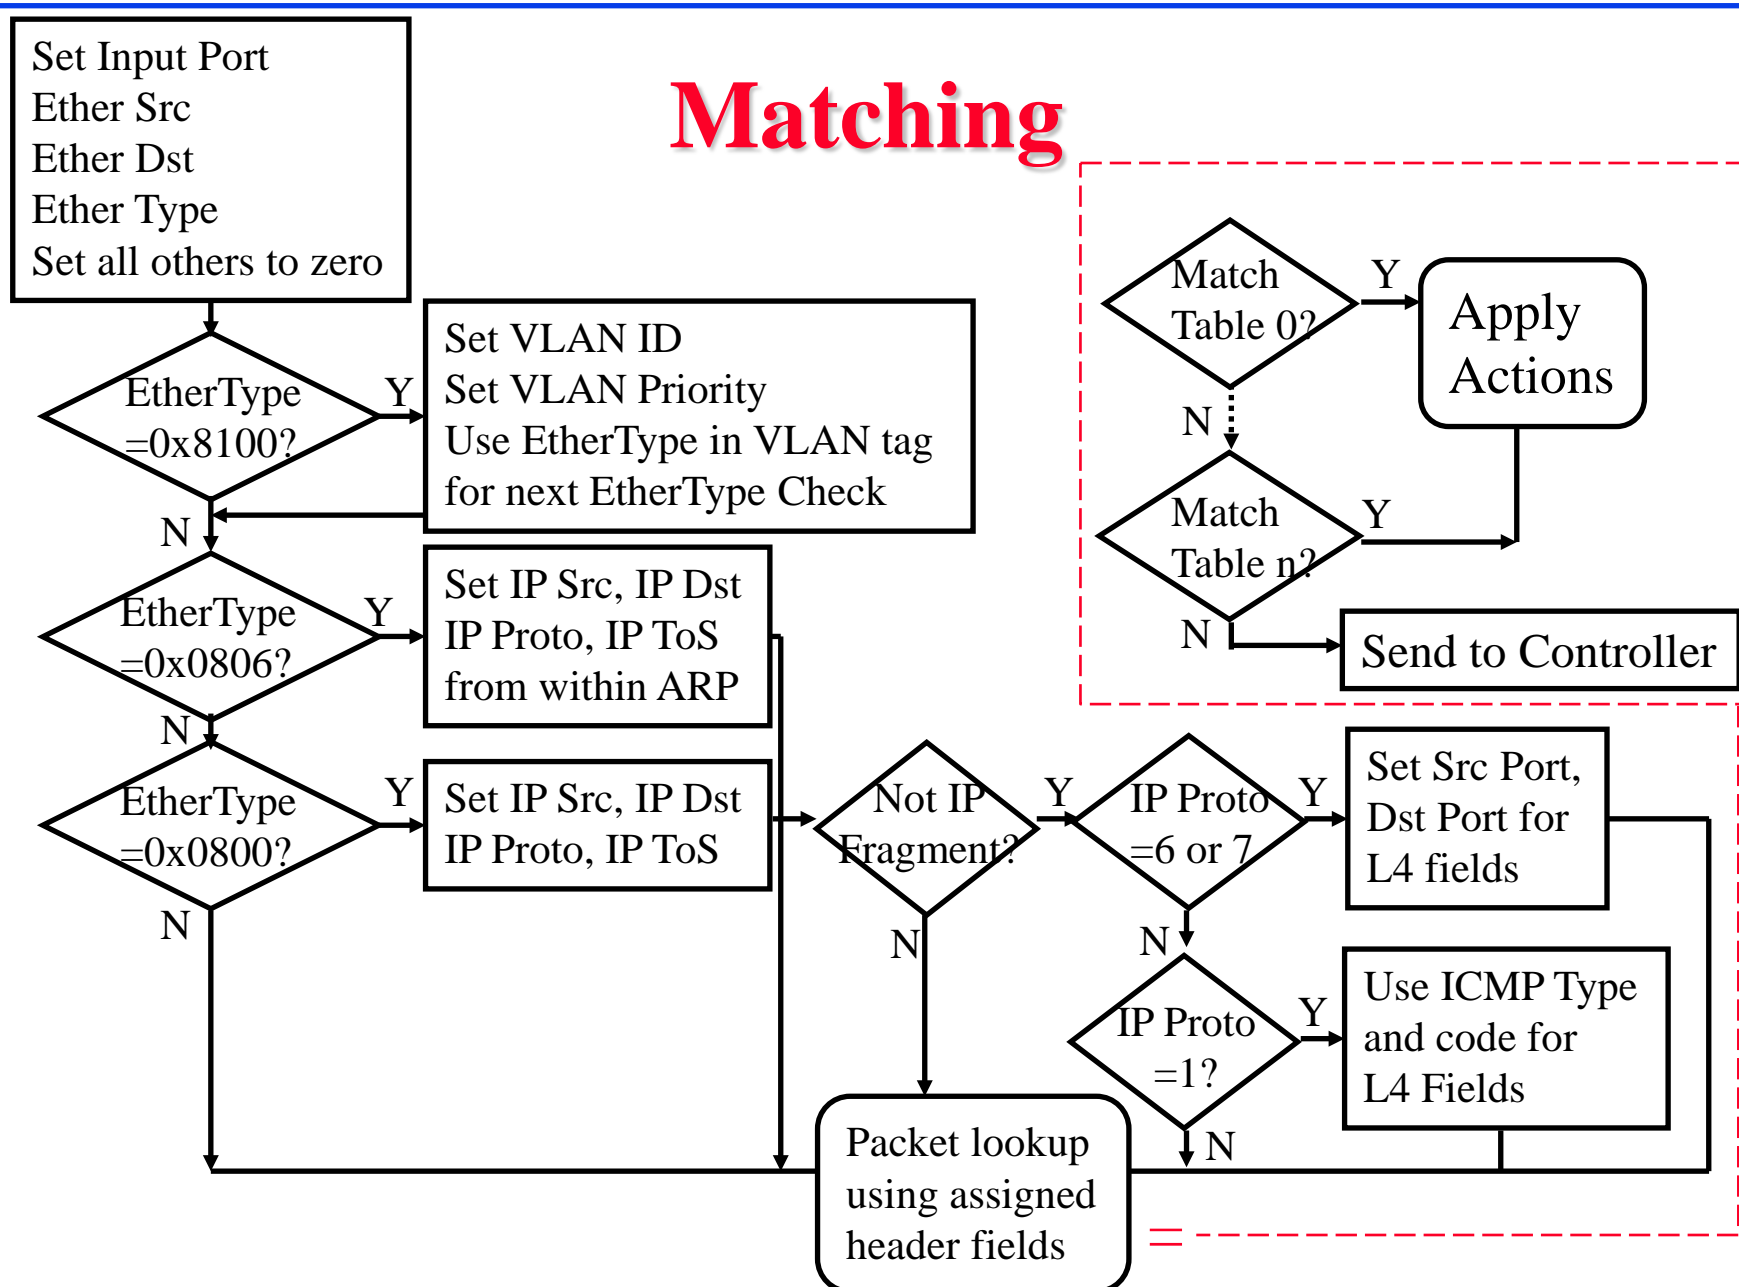 Matching
Set Input Port
Ether Src
Ether Dst
Ether Type
Set all others to zero
EtherType
=0x8100?
Y
N
Set VLAN ID
Set VLAN Priority
Use EtherType in VLAN tag
for next EtherType Check
EtherType
=0x0806?
Y
N
Set IP Src, IP Dst
IP Proto, IP ToS
from within ARP
EtherType
=0x0800?
Y
N
Set IP Src, IP Dst
IP Proto, IP ToS
Not IP
Fragment?
Y
N
IP Proto
=6 or 7
Y
N
Set Src Port,
Dst Port for
L4 fields
IP Proto
=1?
Y
N
Use ICMP Type
and code for
L4 Fields
Packet lookup
using assigned
header fields
=
Match
Table 0?
Y
N
Apply
Actions
Match
Table n?
Y
N
Send to Controller